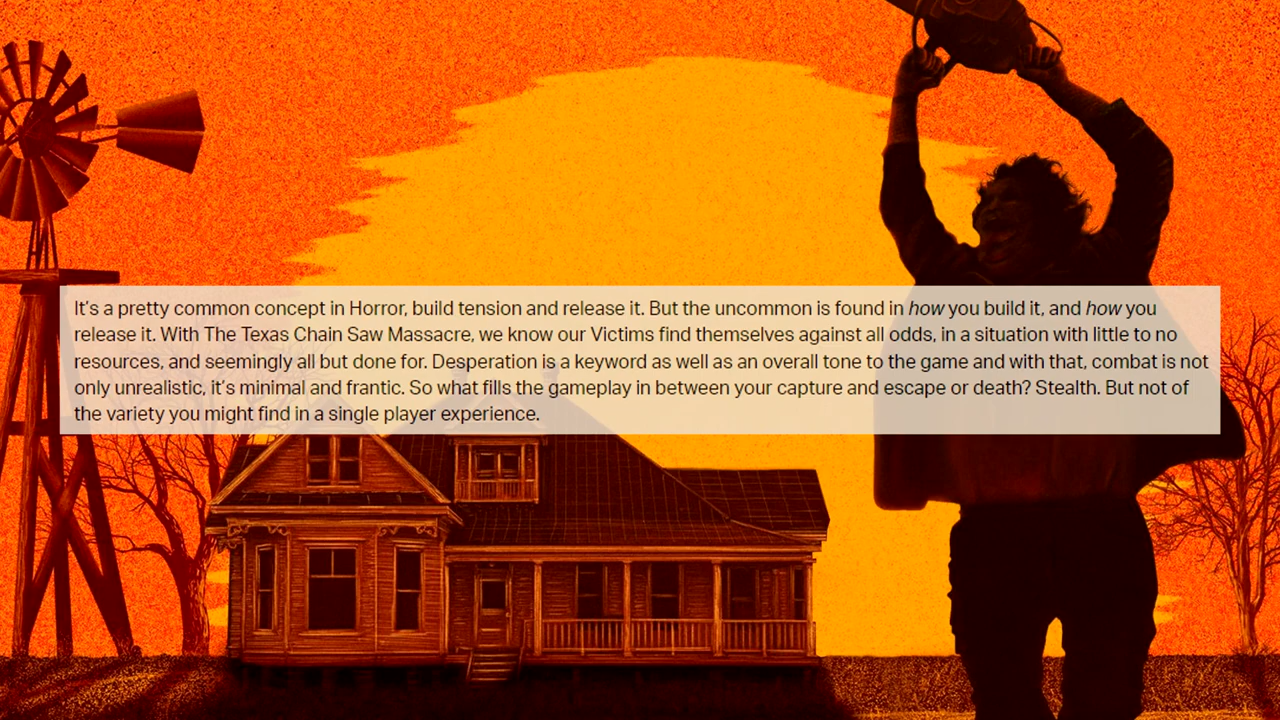 It's a pretty common concept in Horror, build tension and release it. But the uncommon is found in how you build it, and how you
release it. With The Texas Chain Saw Massacre, we know our Victims find themselves against all odds, in a situation with little to no
resources, and seemingly all but done for. Desperation is a keyword as well as an overall tone to the game and with that, combat is not
only unrealistic, it's minimal and frantic. So what fills the gameplay in between your capture and escape or death? Stealth. But not of
the variety you might find in a single player experience.